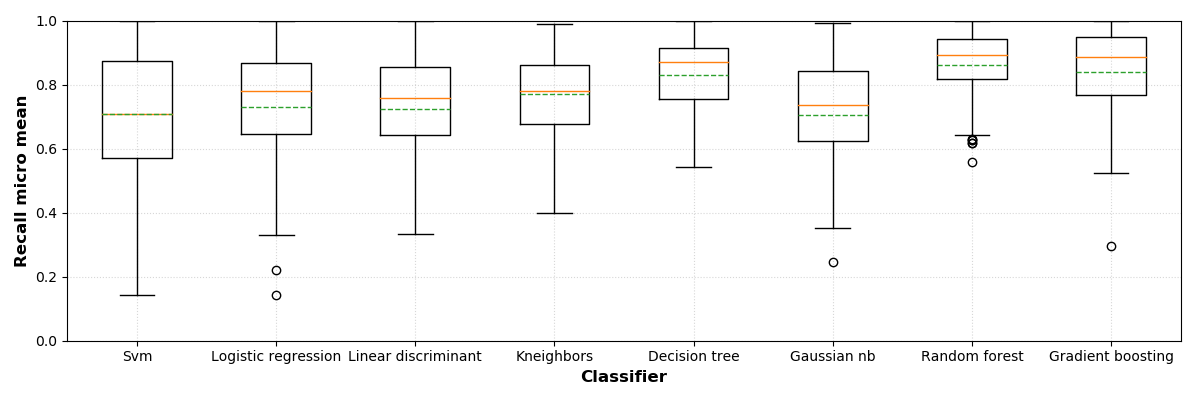 1.0
0.8
0.6
0.4
0.2
0.0
Recall micro mean
Svm
Logistic regression
Linear discriminant
Kneighbors
Decision tree
Gaussian nb
Random forest
Gradient boosting
Classifier